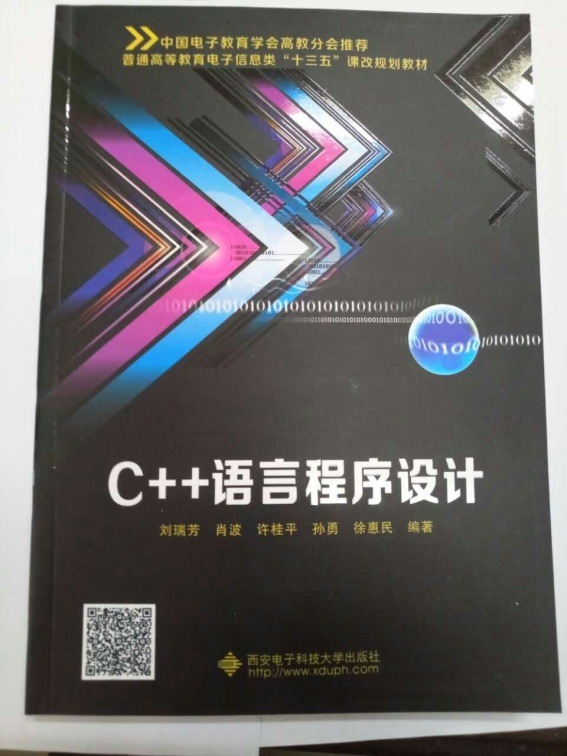 中国电子教育学会高教分会推荐
普通高等教育电子信息类“十三五”课改规划教材
C++语言程序设计
刘瑞芳 肖波 许桂平 孙勇 徐惠民 编著
西安电子科技大学出版社
http://www.xduph.com